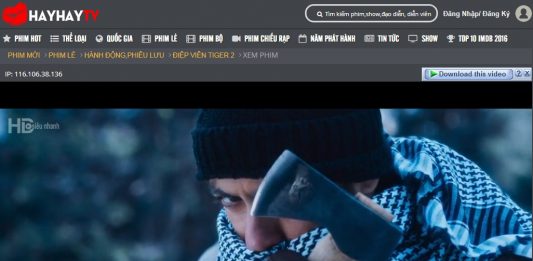 HAYHAYTV
Tìm kiếm phim,show,đạo diễn, diễn viên
Đăng Nhập/ Đăng Ký
PHIM HOT THỂ LOẠI QUỐC GIA PHIM LẺ PHIM BỘ PHIM CHIẾU RẠP NĂM PHÁT HÀNH TIN TỨC SHOW TOP 10 IMDB 2016
PHIM MỚI > PHIM LẺ > HÀNH ĐỘNG,PHIÊU LƯU > ĐIỆP VIÊN TIGER 2 > XEM PHIM
IP: 116.106.38.136
Download this video ? X
HD siêu nhanh